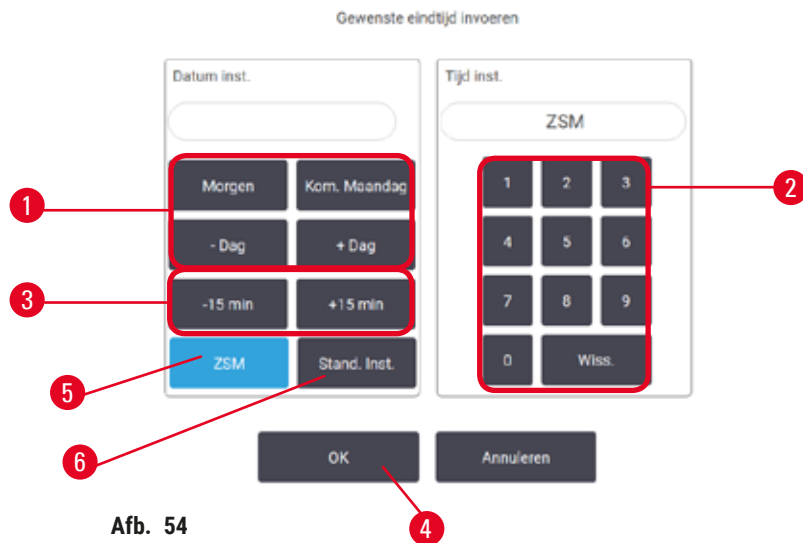 Gewenste eindtijd invoeren
Datum inst.
Tijd inst.
ZSM
Morgen
Kom. Maandag
- Dag
+ Dag
-15 min
+15 min
ZSM
Stand. Inst.
1 2 3
4 5 6
7 8 9
0 Wiss.
OK
Annuleren
1
2
3
5
6
4
Afb. 54